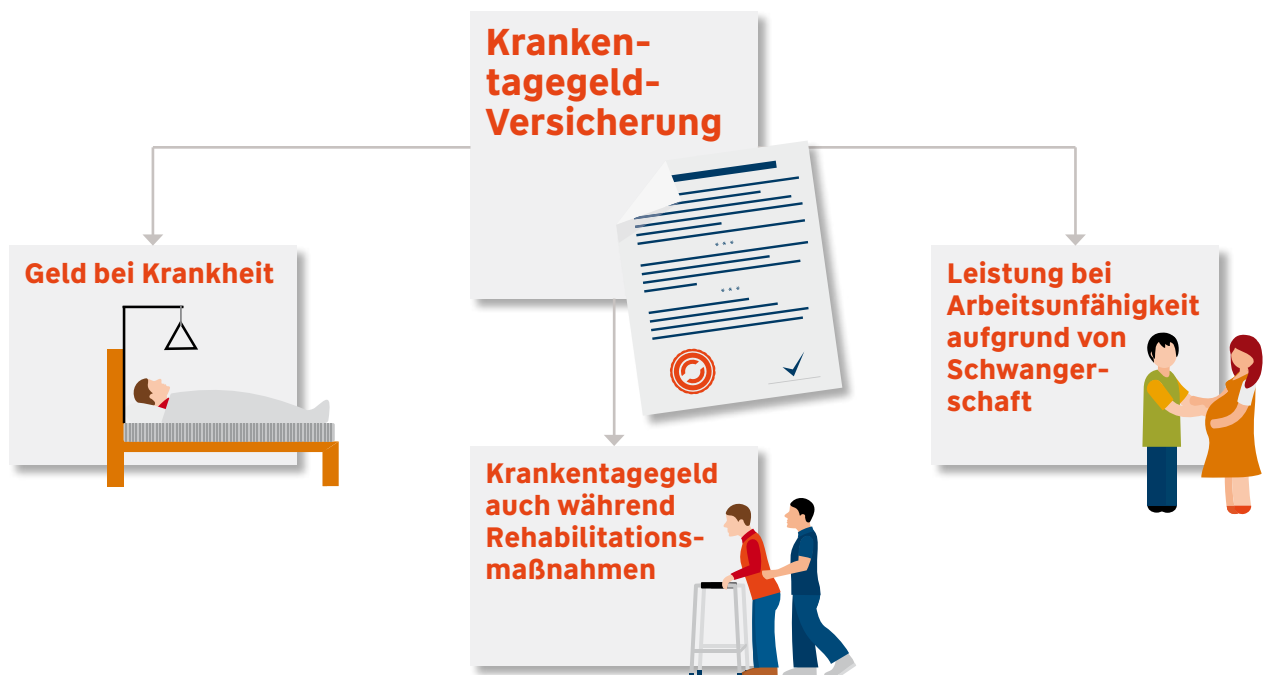 Kranken-
tagegeld-
Versicherung
Geld bei Krankheit
Krankentagegeld
auch während
Rehabilitations-
maßnahmen
Leistung bei
Arbeitsunfähigkeit
aufgrund von
Schwanger-
schaft